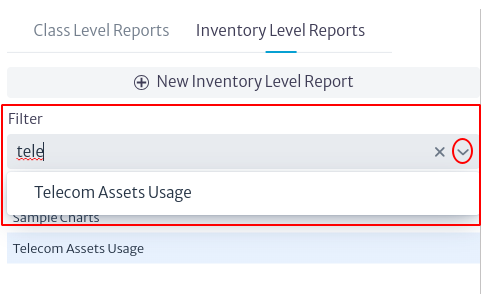 Class Level Reports Inventory Level Reports
New Inventory Level Report
Filter
tele
Telecom Assets Usage
Sample Charts
Telecom Assets Usage